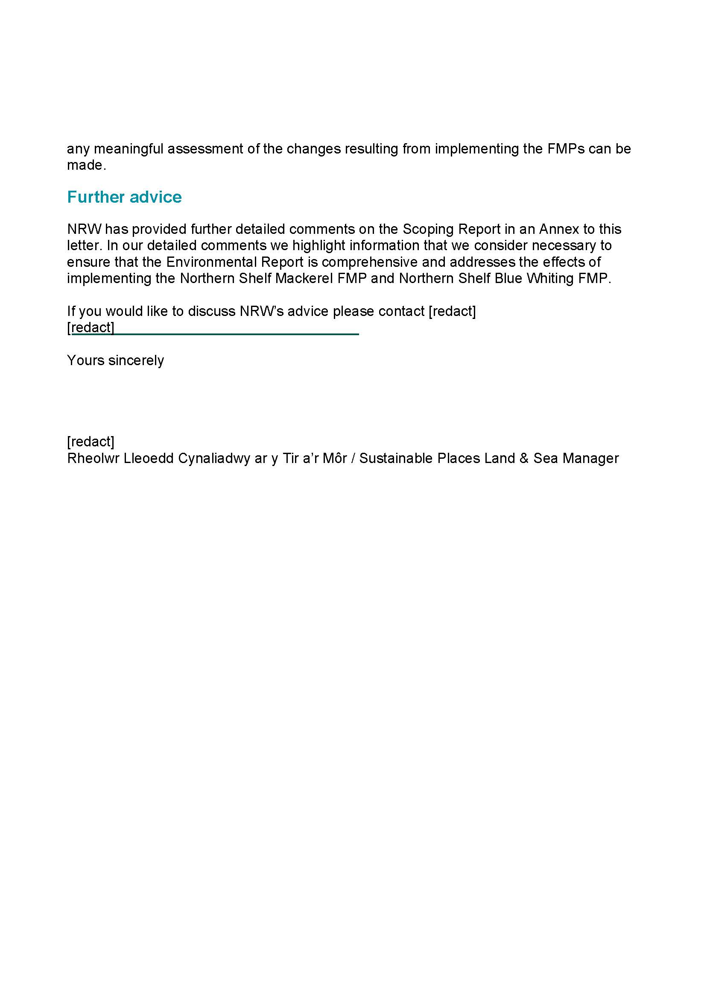 any meaningful assessment of the changes resulting from implementing the FMPs can be
made.
Further advice
NRW has provided further detailed comments on the Scoping Report in an Annex to this
letter. In our detailed comments we highlight information that we consider necessary to
ensure that the Environmental Report is comprehensive and addresses the effects of
implementing the Northern Shelf Mackerel FMP and Northern Shelf Blue Whiting FMP.
If you would like to discuss NRW’s advice please contact [redact]
[redact]
Yours sincerely
[redact]
Rheolwr Lleoedd Cynaliadwy ar y Tir a’r Môr / Sustainable Places Land & Sea Manager